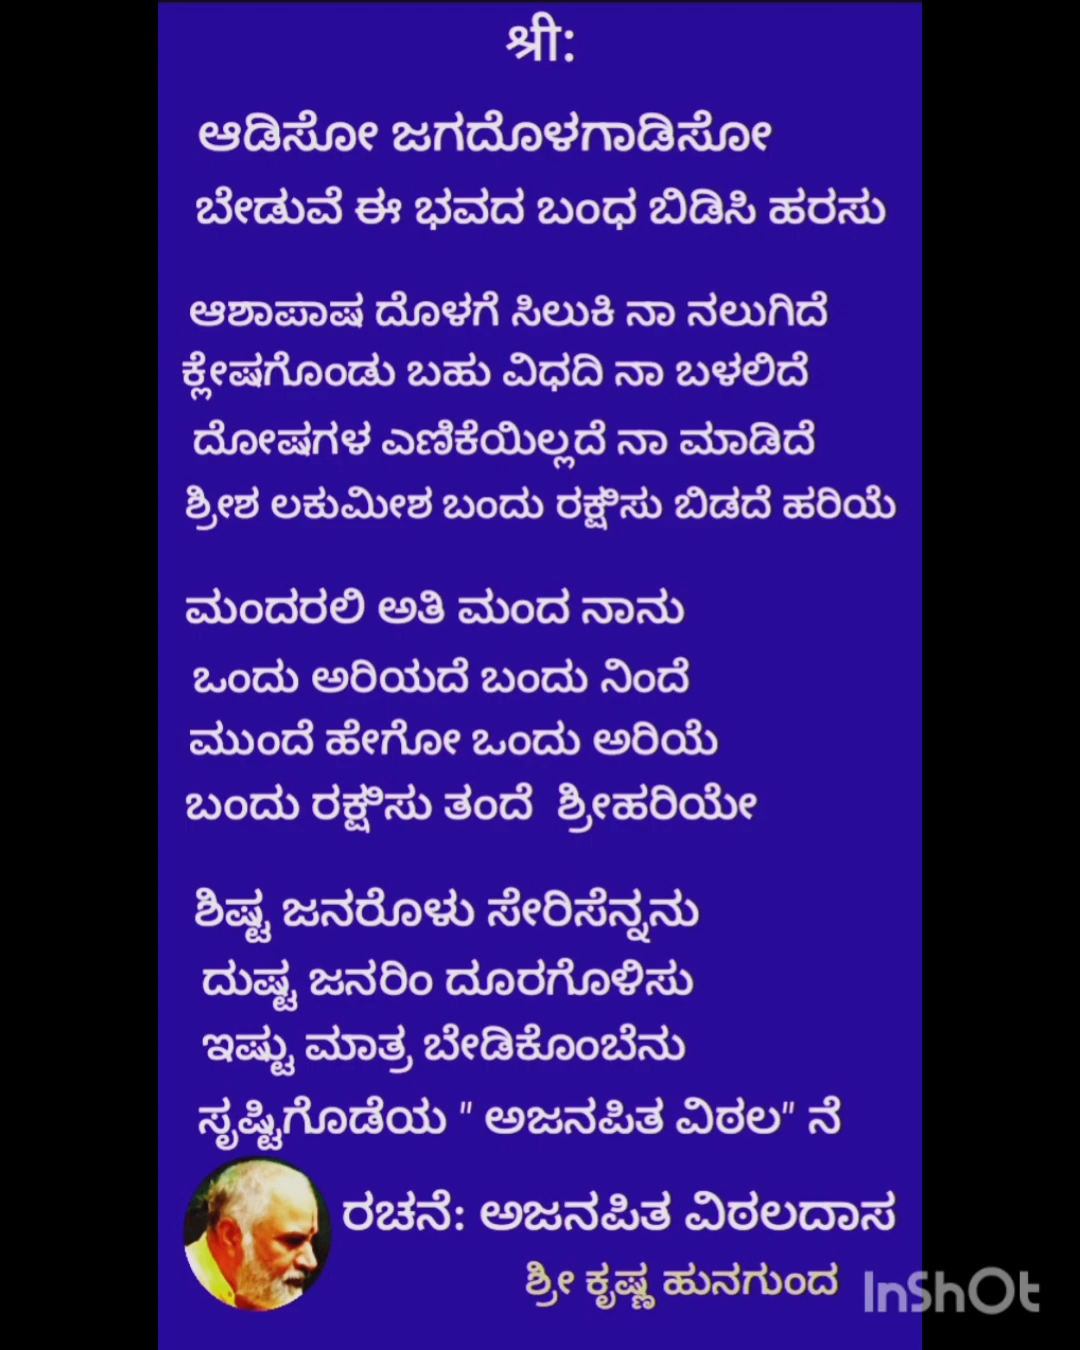 श्री:
ಆಡಿಸೋ ಜಗದೊಳಗಾಡಿಸೋ
ಬೇಡುವೆ ಈ ಭವದ ಬಂಧ ಬಿಡಿಸಿ ಹರಸು
ಆಶಾಪಾಷ ದೊಳಗೆ ಸಿಲುಕಿ ನಾ ನಲುಗಿದೆ
ಕ್ಲೇಷಗೊಂಡು ಬಹು ವಿಧದಿ ನಾ ಬಳಲಿದೆ
ದೋಷಗಳ ಎಣಿಕೆಯಿಲ್ಲದೆ ನಾ ಮಾಡಿದೆ
ಶ್ರೀಶ ಲಕುಮೀಶ ಬಂದು ರಕ್ಷಿಸು ಬಿಡದೆ ಹರಿಯೆ
ಮಂದರಲಿ ಅತಿ ಮಂದ ನಾನು
ಒಂದು ಅರಿಯದೆ ಬಂದು ನಿಂದೆ
ಮುಂದೆ ಹೇಗೋ ಒಂದು ಅರಿಯೆ
ಬಂದು ರಕ್ಷಿಸು ತಂದೆ ಶ್ರೀಹರಿಯೇ
ಶಿಷ್ಟ ಜನರೊಳು ಸೇರಿಸೆನ್ನನು
ದುಷ್ಟ ಜನರಿಂ ದೂರಗೊಳಿಸು
ಇಷ್ಟು ಮಾತ್ರ ಬೇಡಿಕೊಂಬೆನು
ಸೃಷ್ಟಿಗೊಡೆಯ " ಅಜನಪಿತ ವಿಠಲ" ನೆ
ರಚನೆ: ಅಜನಪಿತ ವಿಠಲದಾಸ
ಶ್ರೀ ಕೃಷ್ಣ ಹುನಗುಂದ
InShOt